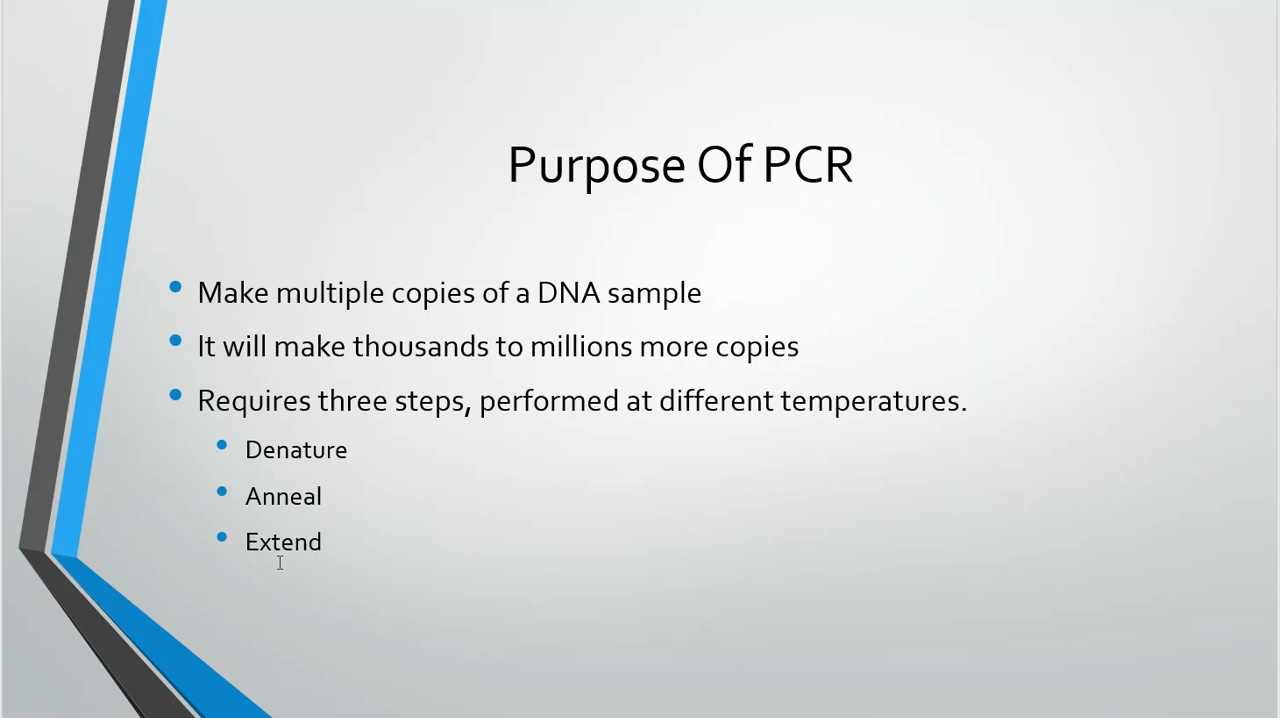 Purpose Of PCR
Make multiple copies of a DNA sample
It will make thousands to millions more copies
Requires three steps, performed at different temperatures.
Denature
Anneal
Extend